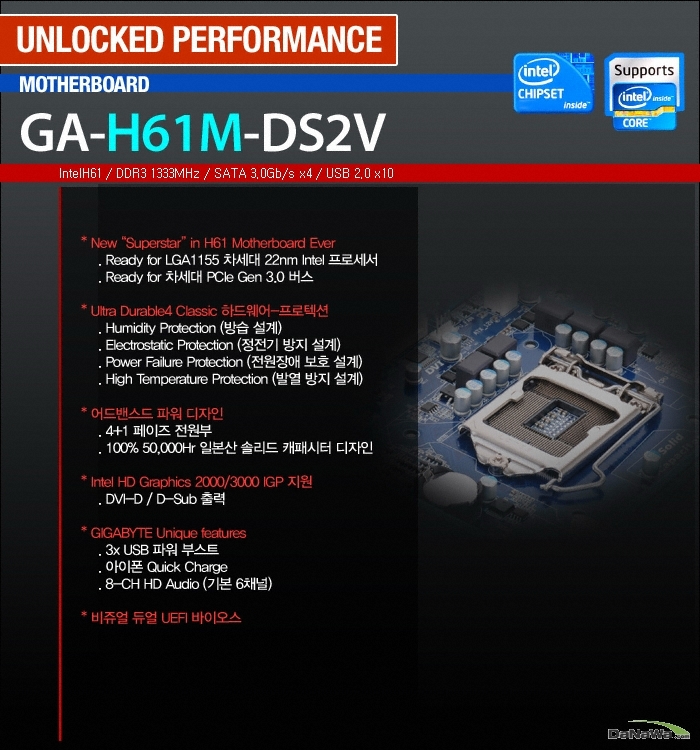 UNLOCKED PERFORMANCE
MOTHERBOARD
GA-H61M-DS2V
intel
CHIPSET
inside™
Supports
intel inside™
CORE™
IntelH61 / DDR3 1333MHz / SATA 3.0Gb/s x4 / USB 2.0 x10
* New "Superstar" in H61 Motherboard Ever
. Ready for LGA1155 차세대 22nm Intel 프로세서
. Ready for 차세대 PCIe Gen 3.0 버스
* Ultra Durable4 Classic 하드웨어-프로텍션
. Humidity Protection (방습 설계)
. Electrostatic Protection (정전기 방지 설계)
. Power Failure Protection (전원장애 보호 설계)
. High Temperature Protection (발열 방지 설계)
* 어드밴스드 파워 디자인
. 4+1 페이즈 전원부
. 100% 50,000Hr 일본산 솔리드 캐패시터 디자인
* Intel HD Graphics 2000/3000 IGP 지원
. DVI-D / D-Sub 출력
* GIGABYTE Unique features
. 3x USB 파워 부스트
. 아이폰 Quick Charge
. 8-CH HD Audio (기본 6채널)
* 비쥬얼 듀얼 UEFI 바이오스
DaNaWa.com